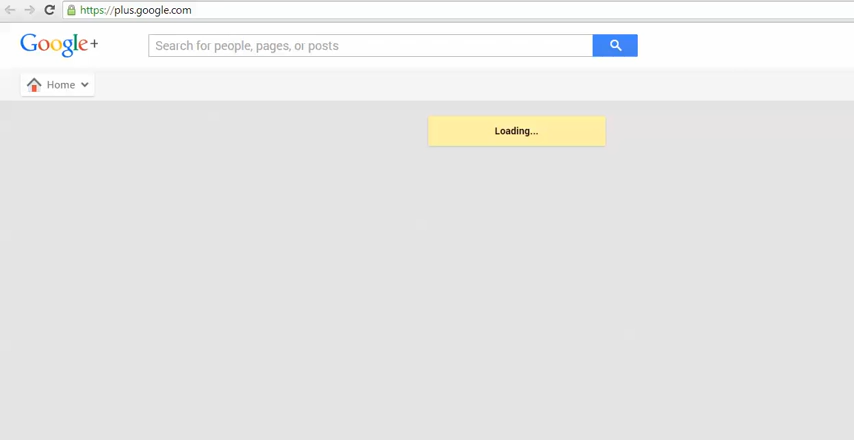 https://plus.google.com
Google+
Search for people, pages, or posts
Home
Loading...